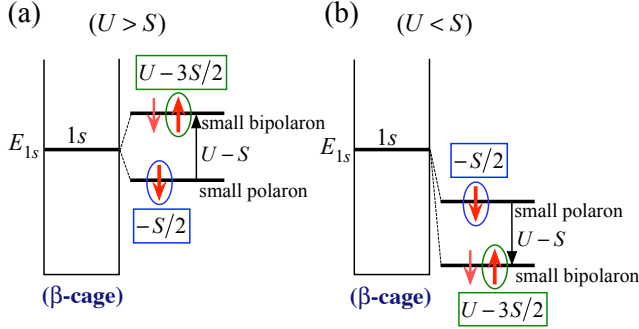 (a)
(U > S)
U − 3S/2
1s
E1s
small bipolaron
U − S
small polaron
−S/2
(β-cage)
(b)
(U < S)
1s
E1s
−S/2
small polaron
U − S
small bipolaron
(β-cage)
U − 3S/2